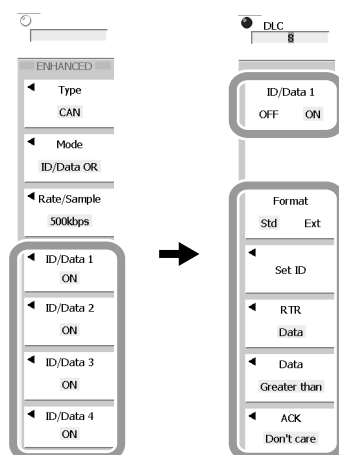 ENHANCED
Type
CAN
Mode
ID/Data OR
Rate/Sample
500kbps
ID/Data 1
ON
ID/Data 2
ON
ID/Data 3
ON
ID/Data 4
ON
DLC
8
ID/Data 1
OFF ON
Format
Std Ext
Set ID
RTR
Data
Data
Greater than
ACK
Don't care